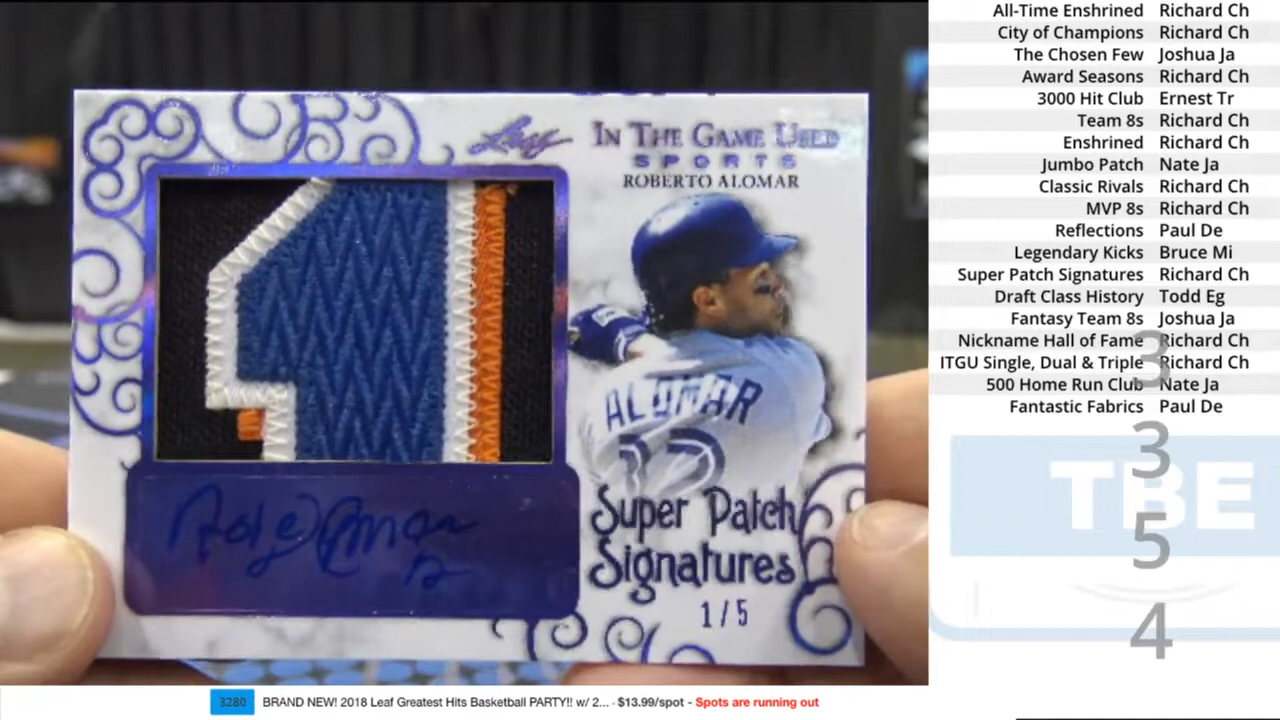 Leaf
IN THE GAME USED
SPORTS
ROBERTO ALOMAR
ALOMAR
12
Super Patch
Signatures
1/5
All-Time Enshrined Richard Ch
City of Champions Richard Ch
The Chosen Few Joshua Ja
Award Seasons Richard Ch
3000 Hit Club Ernest Tr
Team 8s Richard Ch
Enshrined Richard Ch
Jumbo Patch Nate Ja
Classic Rivals Richard Ch
MVP 8s Richard Ch
Reflections Paul De
Legendary Kicks Bruce Mi
Super Patch Signatures Richard Ch
Draft Class History Todd Eg
Fantasy Team 8s Joshua Ja
Nickname Hall of Fame Richard Ch
ITGU Single, Dual & Triple Richard Ch
500 Home Run Club Nate Ja
Fantastic Fabrics Paul De
3
3
5
4
TBE
3280 BRAND NEW! 2018 Leaf Greatest Hits Basketball PARTY!! w/ 2... - $13.99/spot - Spots are running out